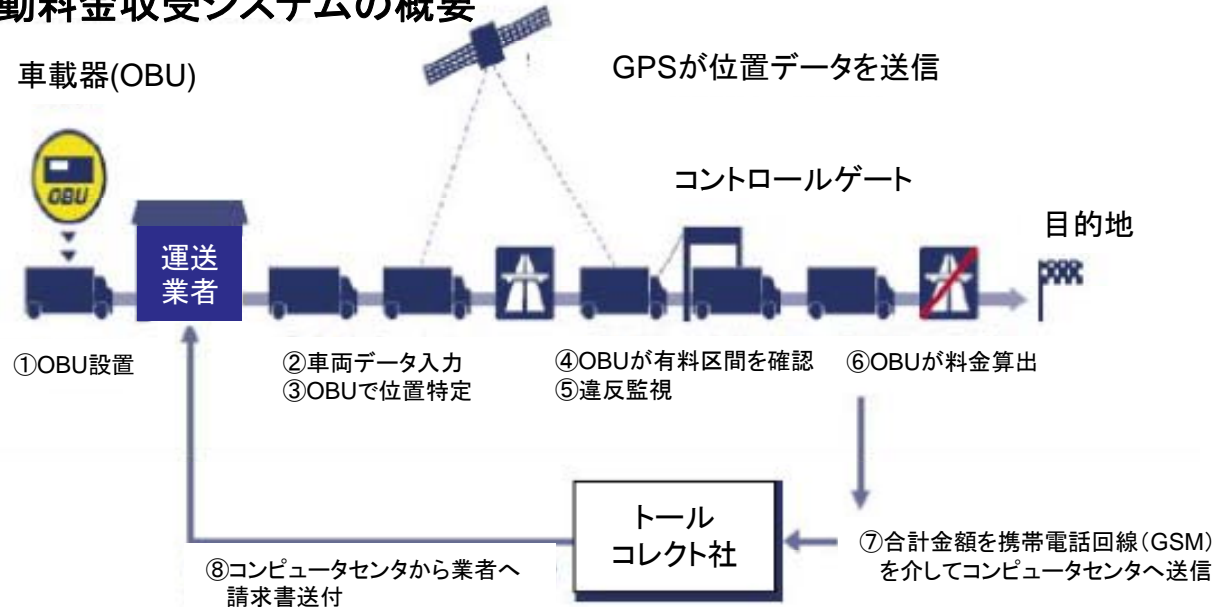 動料金収受システムの概要
車載器(OBU)
GPSが位置データを送信
OBU
コントロールゲート
目的地
運送
業者
①OBU設置
②車両データ入力
③OBUで位置特定
④OBUが有料区間を確認
⑤違反監視
⑥OBUが料金算出
トール
コレクト社
⑦合計金額を携帯電話回線(GSM)
を介してコンピュータセンタへ送信
⑧コンピュータセンタから業者へ
請求書送付